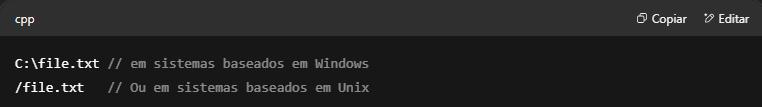 cpp Copiar Editar
C:\file.txt // em sistemas baseados em Windows
/file.txt   // Ou em sistemas baseados em Unix